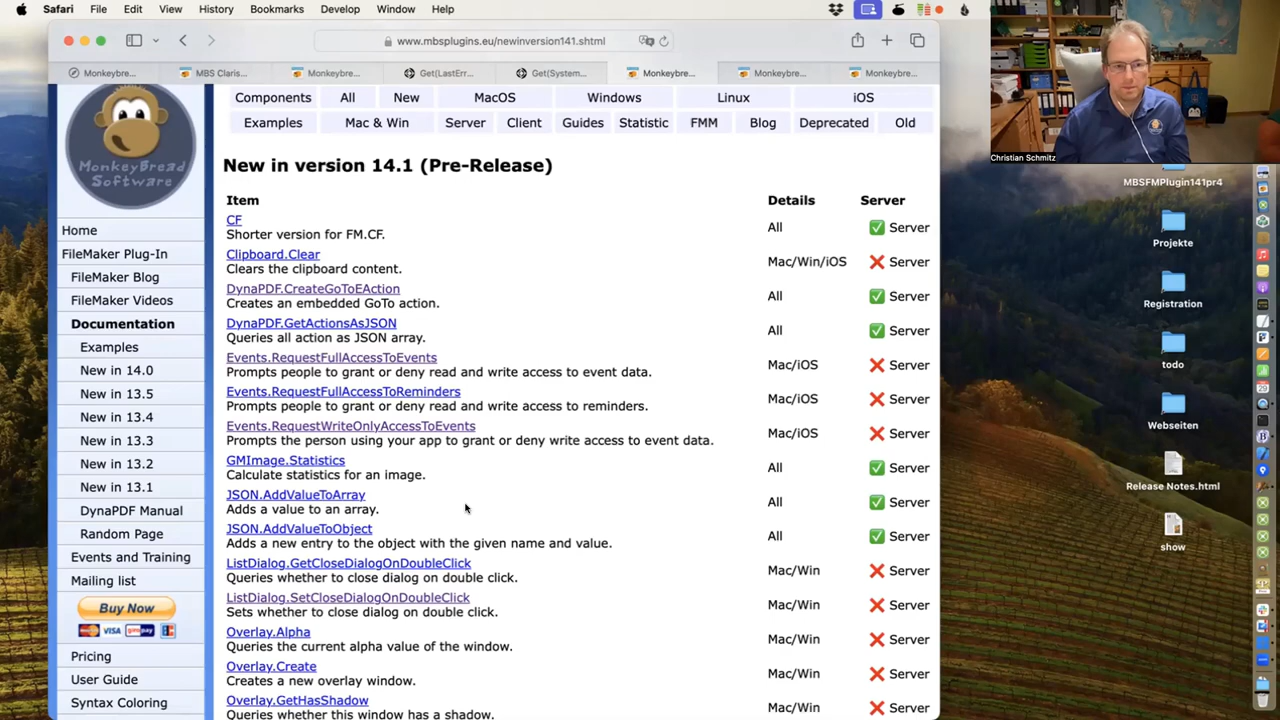 Safari File Edit View History Bookmarks Develop Window Help
www.mbsplugins.eu/newinversion141.shtml
Monkeybre... MBS Claris... Monkeybre... Get(LastErr... Get(System... Monkeybre... Monkeybre... Monkeybre...
MONKEYBREAD
SOFTWARE
Components All New MacOS Windows Linux iOS
Examples Mac & Win Server Client Guides Statistic FMM Blog Deprecated Old
Home
FileMaker Plug-In
FileMaker Blog
FileMaker Videos
Documentation
Examples
New in 14.0
New in 13.5
New in 13.4
New in 13.3
New in 13.2
New in 13.1
DynaPDF Manual
Random Page
Events and Training
Mailing list
Buy Now
VISA
Pricing
User Guide
Syntax Coloring
New in version 14.1 (Pre-Release)
Item Details Server
CF
Shorter version for FM.CF. All Server
Clipboard.Clear
Clears the clipboard content. Mac/Win/iOS Server
DynaPDF.CreateGoToEAction
Creates an embedded GoTo action. All Server
DynaPDF.GetActionsAsJSON
Queries all action as JSON array. All Server
Events.RequestFullAccessToEvents
Prompts people to grant or deny read and write access to event data. Mac/iOS Server
Events.RequestFullAccessToReminders
Prompts people to grant or deny read and write access to reminders. Mac/iOS Server
Events.RequestWriteOnlyAccessToEvents
Prompts the person using your app to grant or deny write access to event data. Mac/iOS Server
GMImage.Statistics
Calculate statistics for an image. All Server
JSON.AddValueToArray
Adds a value to an array. All Server
JSON.AddValueToObject
Adds a new entry to the object with the given name and value. All Server
ListDialog.GetCloseDialogOnDoubleClick
Queries whether to close dialog on double click. Mac/Win Server
ListDialog.SetCloseDialogOnDoubleClick
Sets whether to close dialog on double click. Mac/Win Server
Overlay.Alpha
Queries the current alpha value of the window. Mac/Win Server
Overlay.Create
Creates a new overlay window. Mac/Win Server
Overlay.GetHasShadow
Queries whether this window has a shadow. Mac/Win Server
Christian Schmitz
MBSFMPlugin141pr4
Projekte
Registration
todo
Webseiten
Release Notes.html
show